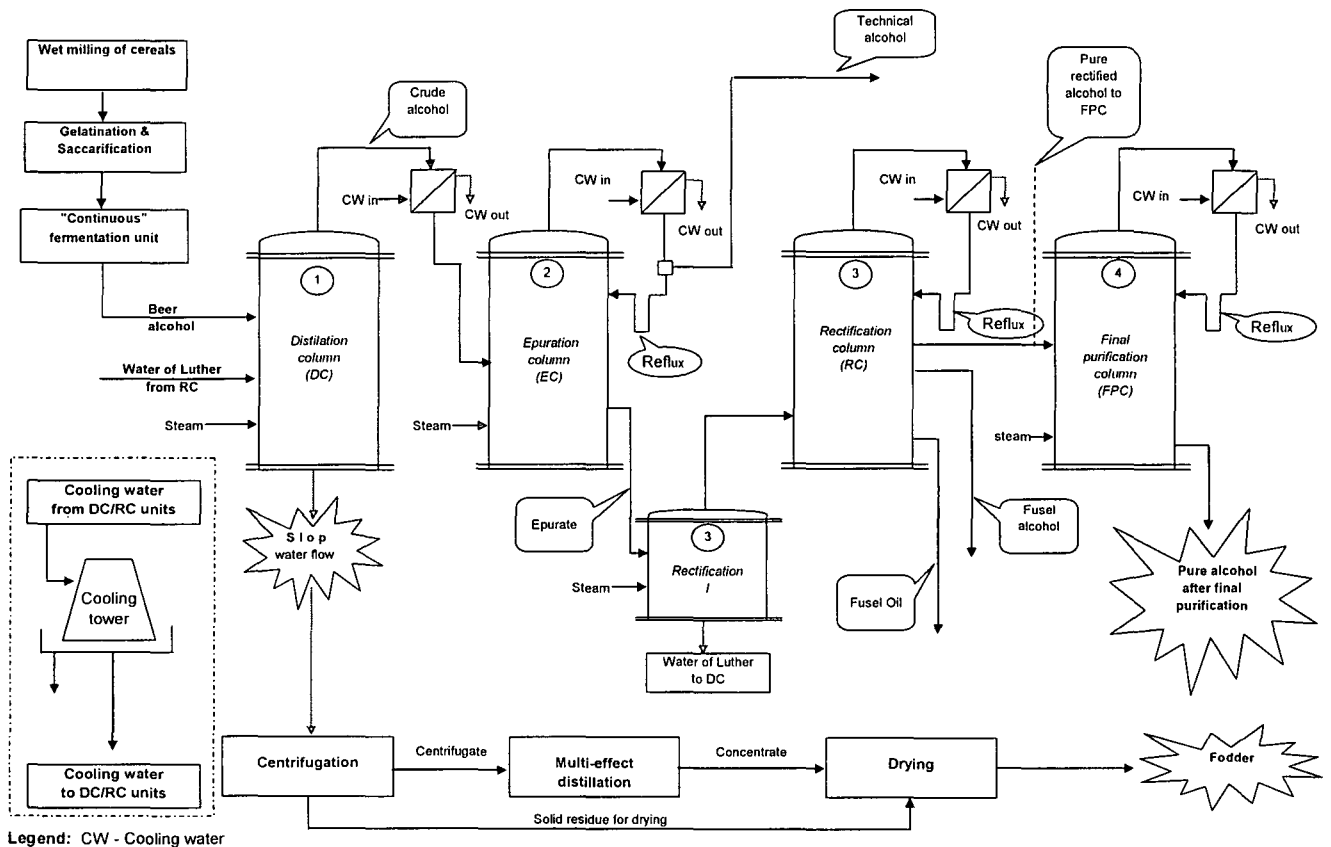 Wet milling of cereals
Gelatination &
Saccarification
"Continuous"
fermentation unit
Beer
alcohol
Water of Luther
from RC
Steam
Crude
alcohol
CW in
CW out
1
Distilation
column
(DC)
Slop
water flow
Technical
alcohol
CW in
CW out
2
Epuration
column
(EC)
Reflux
Steam
Epurate
3
Rectification
I
Steam
Water of Luther
to DC
Pure
rectified
alcohol to
FPC
CW in
CW out
3
Rectification
column
(RC)
Reflux
Fusel
alcohol
Fusel Oil
CW in
CW out
4
Final
purification
column
(FPC)
Reflux
steam
Pure alcohol
after final
purification
Cooling water
from DC/RC units
Cooling
tower
Cooling water
to DC/RC units
Centrifugation
Centrifugate
Multi-effect
distillation
Concentrate
Drying
Fodder
Solid residue for drying
Legend: CW - Cooling water